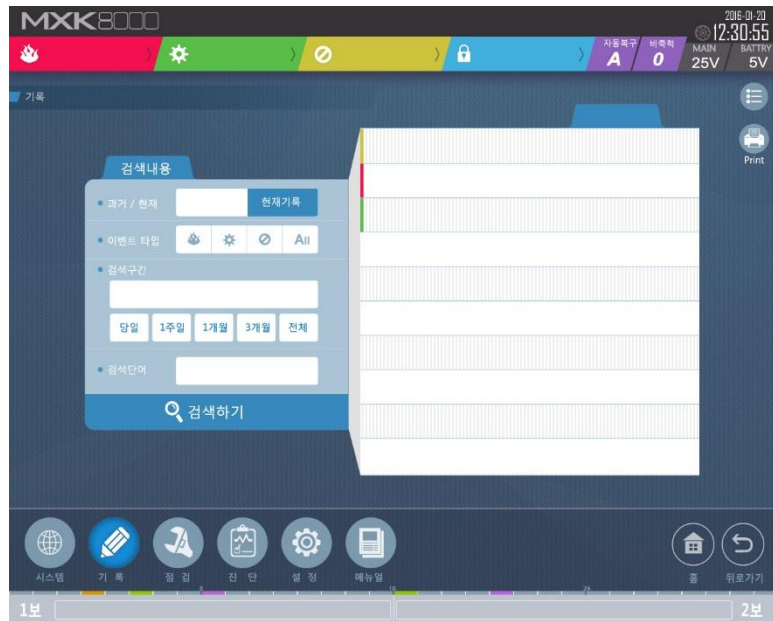 MXK8000
2016-01-20
12:30:55
자동복구 A
비축적 0
MAIN 25V
BATTRY 5V
기록
Print
검색내용
과거 / 현재
현재기록
이벤트 타입
All
검색구간
당일 1주일 1개월 3개월 전체
검색단어
검색하기
시스템 기 록 점 검 진 단 설 정 메뉴얼 홈 뒤로가기
8 16 24
1보 2보